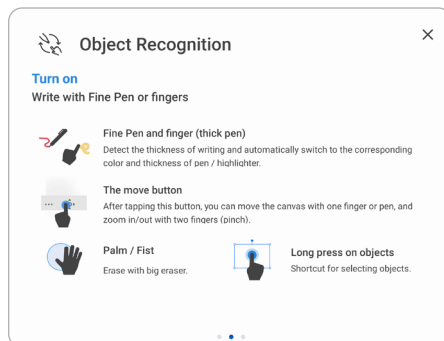 Object Recognition
Turn on
Write with Fine Pen or fingers
Fine Pen and finger (thick pen)
Detect the thickness of writing and automatically switch to the corresponding
color and thickness of pen / highlighter.
The move button
After tapping this button, you can move the canvas with one finger or pen, and
zoom in/out with two fingers (pinch).
Palm / Fist
Erase with big eraser.
Long press on objects
Shortcut for selecting objects.